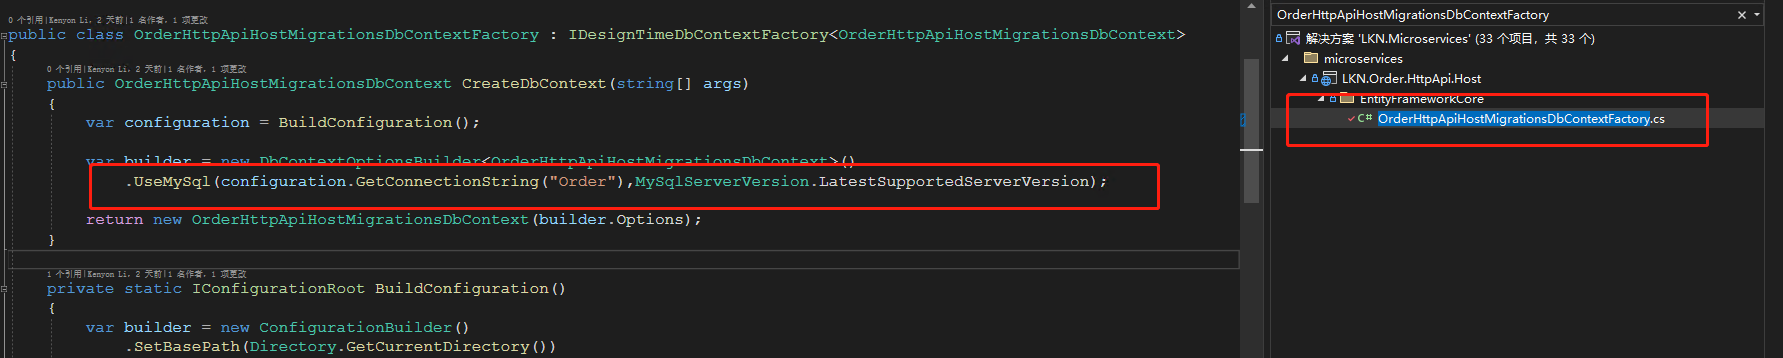 0 个引用|Kenyon Li，2 天前|1 名作者，1 项更改
public class OrderHttpApiHostMigrationsDbContextFactory : IDesignTimeDbContextFactory<OrderHttpApiHostMigrationsDbContext>
{
0 个引用|Kenyon Li，2 天前|1 名作者，1 项更改
public OrderHttpApiHostMigrationsDbContext CreateDbContext(string[] args)
{
var configuration = BuildConfiguration();
var builder = new DbContextOptionsBuilder<OrderHttpApiHostMigrationsDbContext>()
.UseMySql(configuration.GetConnectionString("Order"),MySqlServerVersion.LatestSupportedServerVersion);
return new OrderHttpApiHostMigrationsDbContext(builder.Options);
}
1 个引用|Kenyon Li，2 天前|1 名作者，1 项更改
private static IConfigurationRoot BuildConfiguration()
{
var builder = new ConfigurationBuilder()
.SetBasePath(Directory.GetCurrentDirectory())
OrderHttpApiHostMigrationsDbContextFactory
解决方案 'LKN.Microservices' (33 个项目，共 33 个)
microservices
LKN.Order.HttpApi.Host
EntityFrameworkCore
C# OrderHttpApiHostMigrationsDbContextFactory.cs